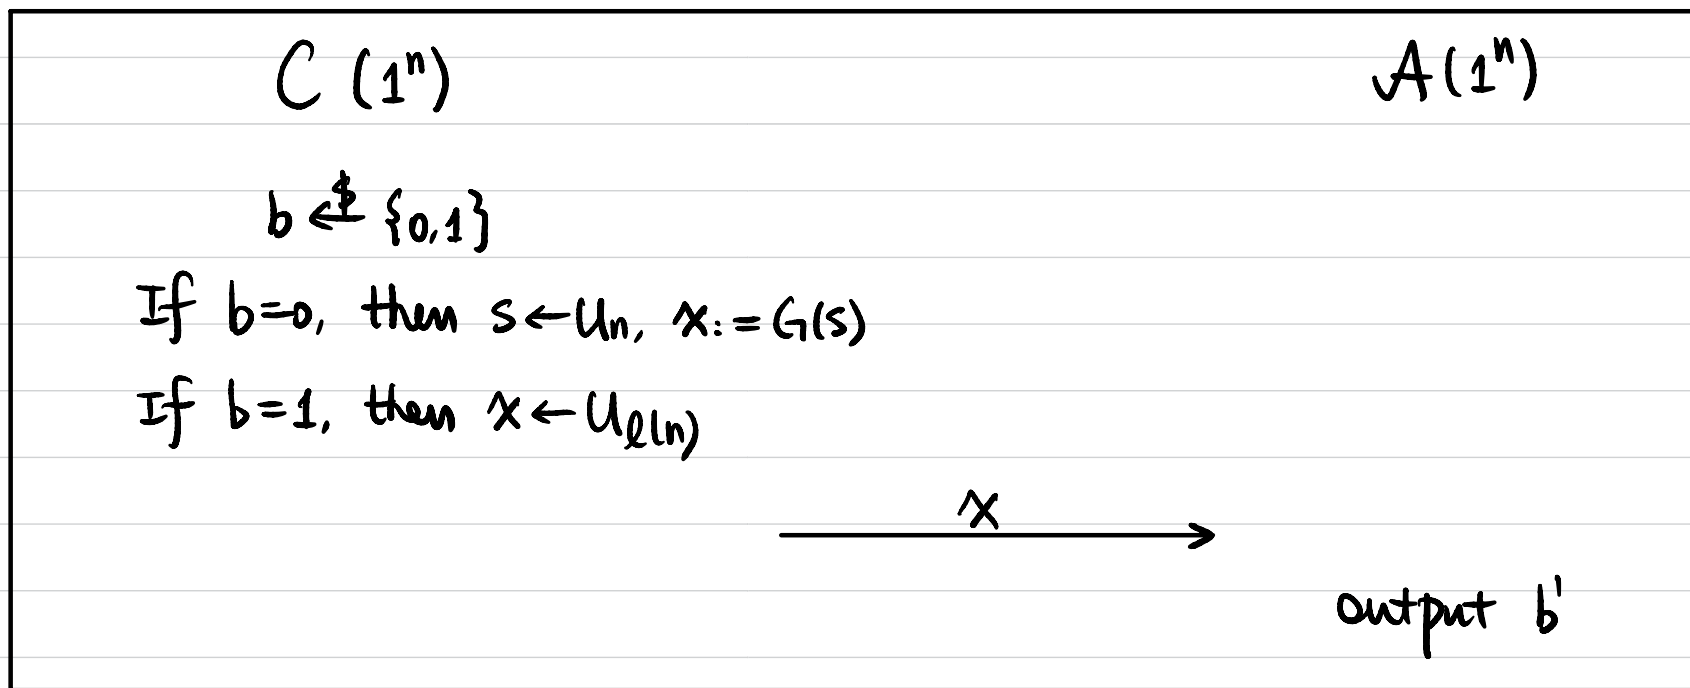 C(1ⁿ) A(1ⁿ)
b ←$ {0,1}
If b=0, then s←Uₙ, x:=G(s)
If b=1, then x←U_ℓ(n)
x
output b'